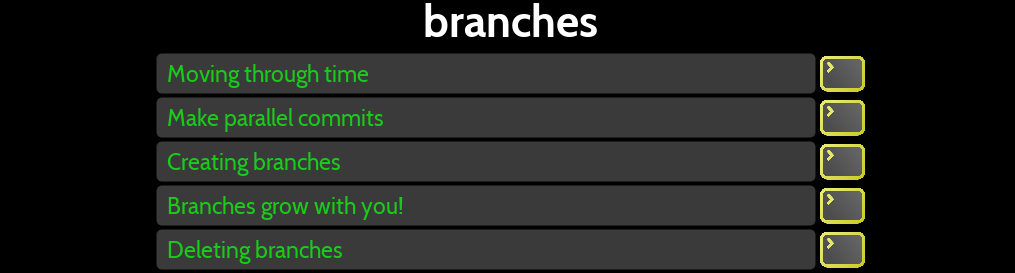 branches
Moving through time
Make parallel commits
Creating branches
Branches grow with you!
Deleting branches